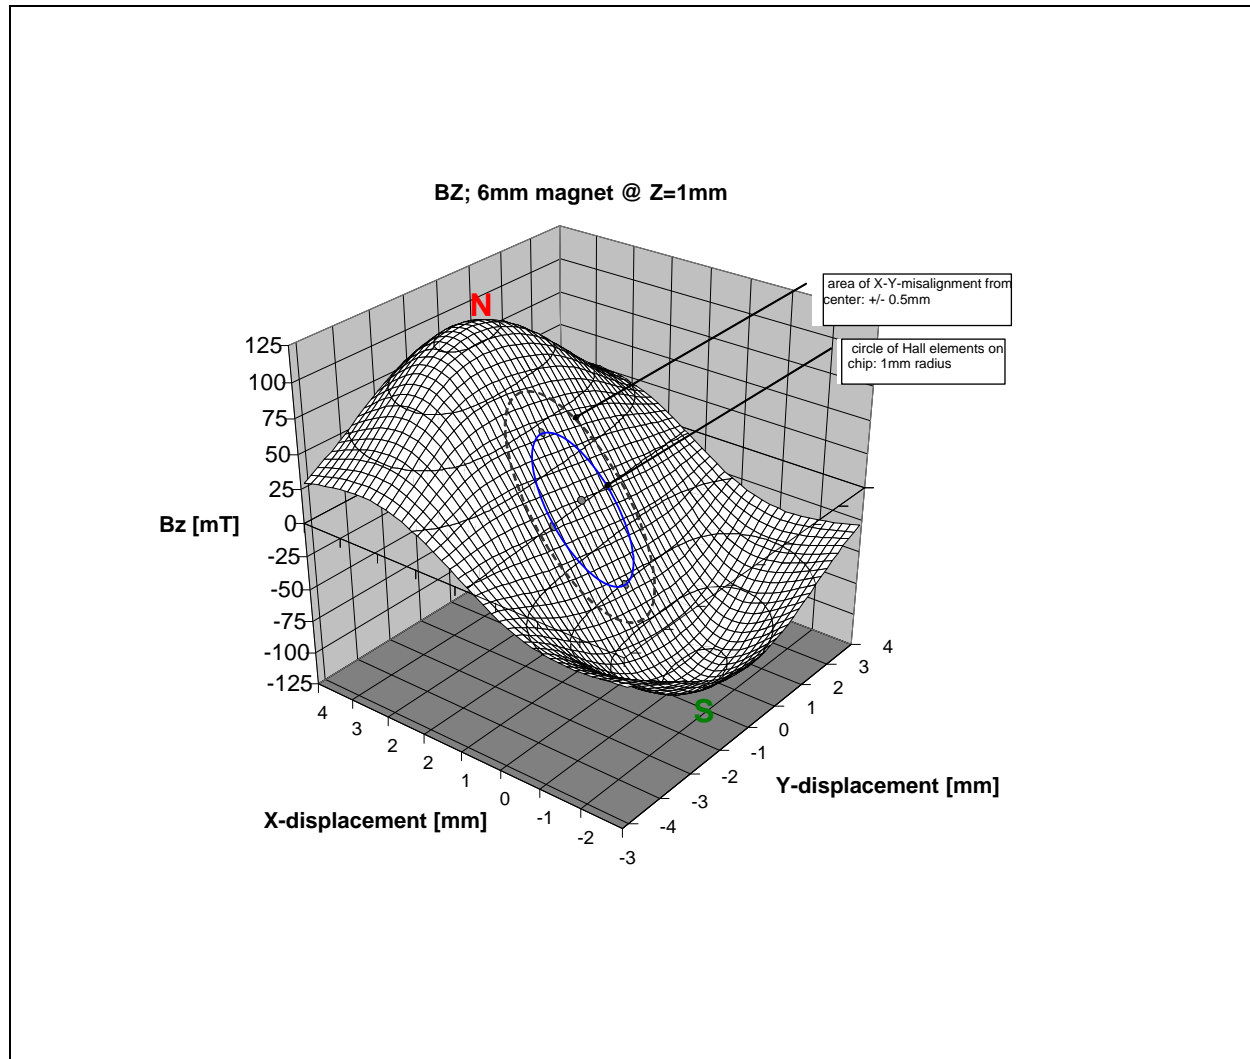 BZ; 6mm magnet @ Z=1mm
N
area of X-Y-misalignment from
center: +/- 0.5mm
circle of Hall elements on
chip: 1mm radius
125
100
75
50
25
0
-25
-50
-75
-100
-125
Bz [mT]
4
3
2
2
1
0
-1
-2
-3
X-displacement [mm]
4
3
2
1
0
-1
-2
-3
-4
Y-displacement [mm]
S